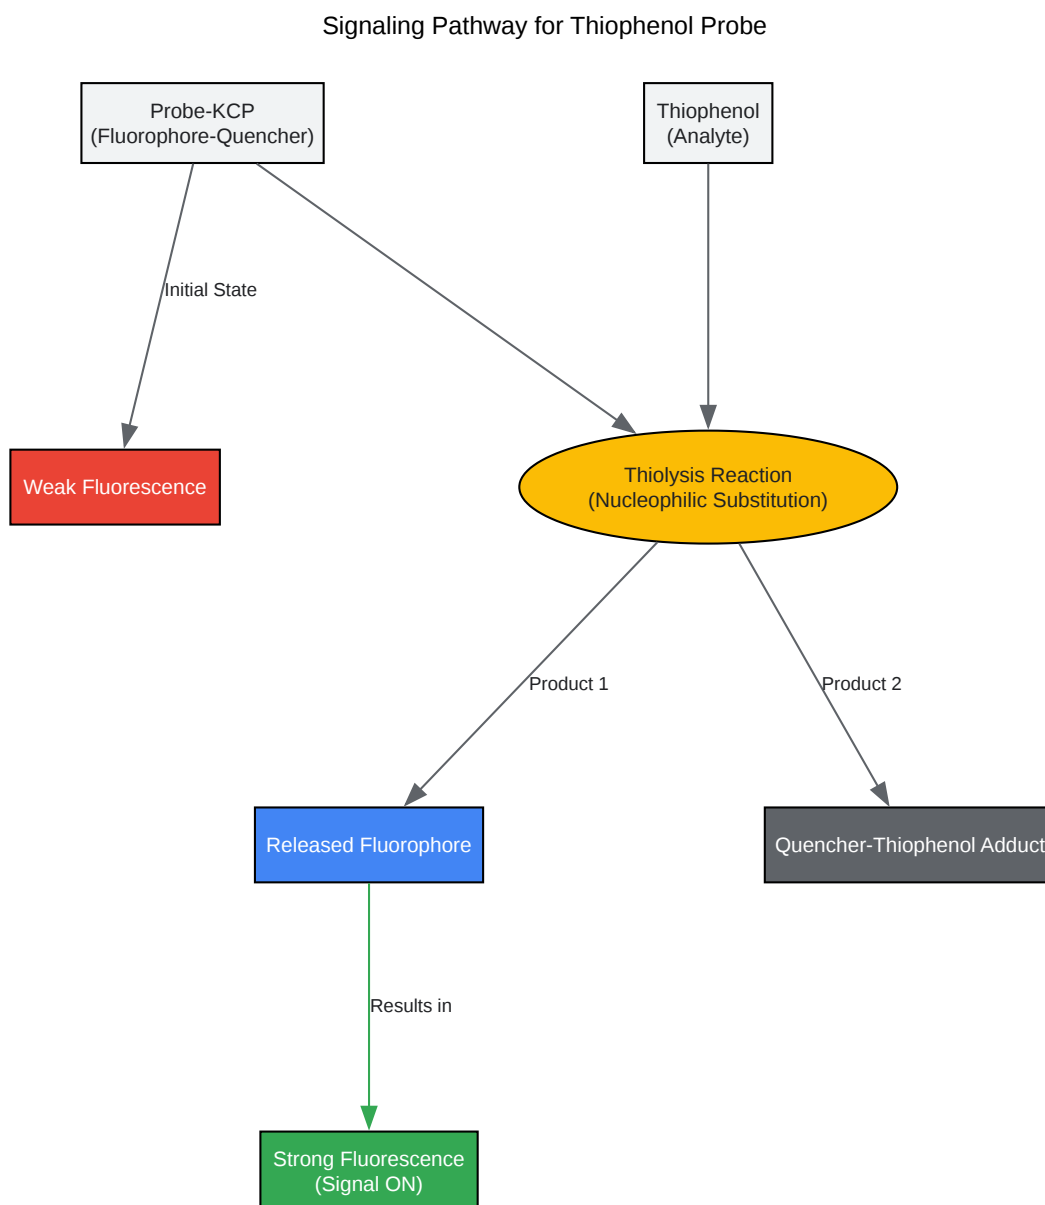 Signaling Pathway for Thiophenol Probe
Probe-KCP
(Fluorophore-Quencher)
Thiophenol
(Analyte)
Initial State
Weak Fluorescence
Thiolysis Reaction
(Nucleophilic Substitution)
Product 1
Product 2
Released Fluorophore
Quencher-Thiophenol Adduct
Results in
Strong Fluorescence
(Signal ON)